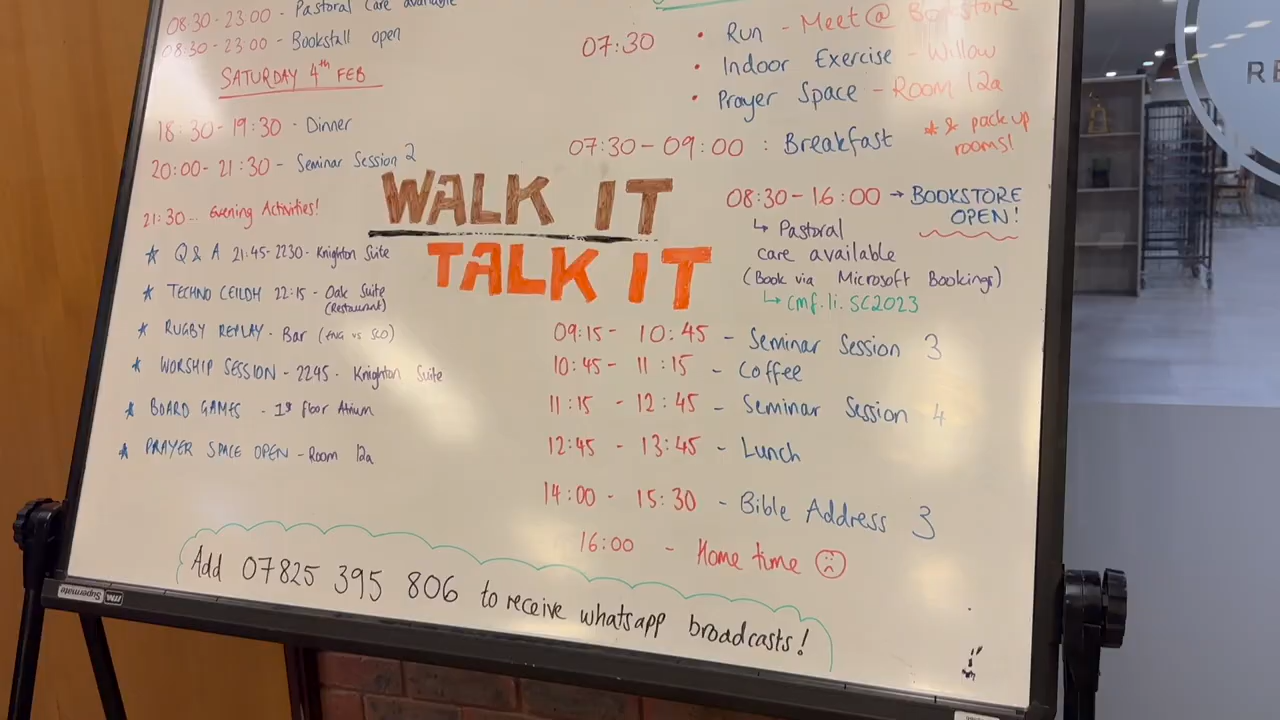 08:30-23:00 - Pastoral Care available
08:30-23:00 - Bookstall open
SATURDAY 4th FEB
18:30-19:30 - Dinner
20:00-21:30 - Seminar Session 2
21:30... Evening Activities!
* Q & A 21:45-2230- Knighton Suite
* TECHNO CEILDH 22:15 - Oak Suite
(Restaurant)
* RUGBY REPLAY - Bar (ENG vs SCO)
* WORSHIP SESSION - 2245- Knighton Suite
* BOARD GAMES - 1st floor Atrium
* PRAYER SPACE OPEN - Room 12a
WALK IT
TALK IT
07:30 • Run - Meet @ Bookstore
• Indoor Exercise - Willow
• Prayer Space - Room 12a
* & pack up
rooms!
07:30-09:00 : Breakfast
08:30-16:00 → BOOKSTORE
OPEN!
↳ Pastoral
care available
(Book via Microsoft Bookings)
↳ cmf.li.SC2023
09:15 - 10:45 - Seminar Session 3
10:45 - 11:15 - Coffee
11:15 - 12:45 - Seminar Session 4
12:45 - 13:45 - Lunch
14:00 - 15:30 - Bible Address 3
16:00 - Home time ☹
Add 07825 395 806 to receive whatsapp broadcasts!
Supermate
RE